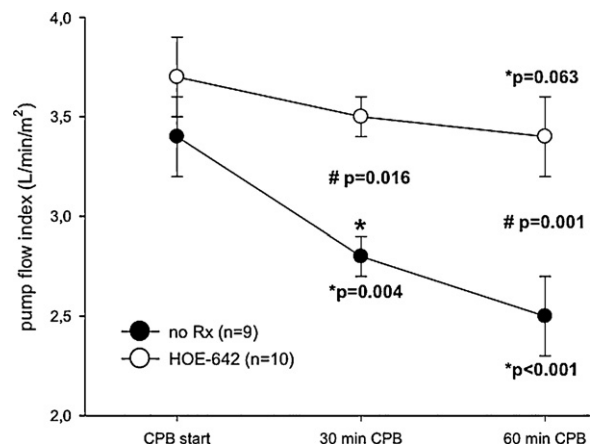 4,0
3,5
3,0
2,5
2,0
pump flow index (L/min/m²)
*p=0.063
# p=0.016
# p=0.001
*
*p=0.004
*p<0.001
no Rx (n=9)
HOE-642 (n=10)
CPB start
30 min CPB
60 min CPB